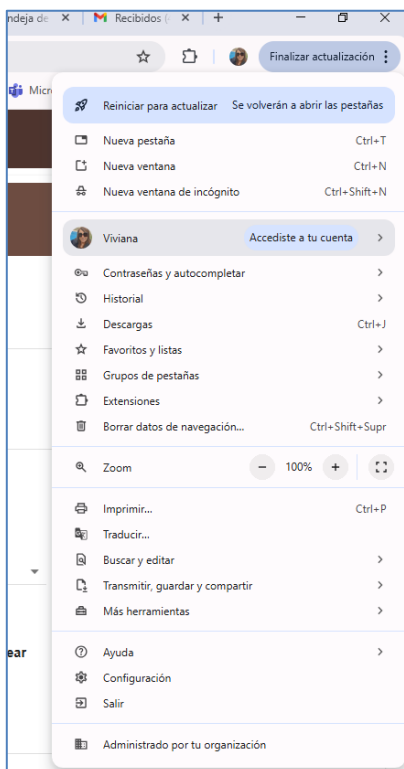 ndeja de
Recibidos (
Finalizar actualización
Micr
Reiniciar para actualizar Se volverán a abrir las pestañas
Nueva pestaña Ctrl+T
Nueva ventana Ctrl+N
Nueva ventana de incógnito Ctrl+Shift+N
Viviana Accediste a tu cuenta
Contraseñas y autocompletar
Historial
Descargas Ctrl+J
Favoritos y listas
Grupos de pestañas
Extensiones
Borrar datos de navegación... Ctrl+Shift+Supr
Zoom − 100% +
Imprimir... Ctrl+P
Traducir...
Buscar y editar
Transmitir, guardar y compartir
Más herramientas
ear
Ayuda
Configuración
Salir
Administrado por tu organización